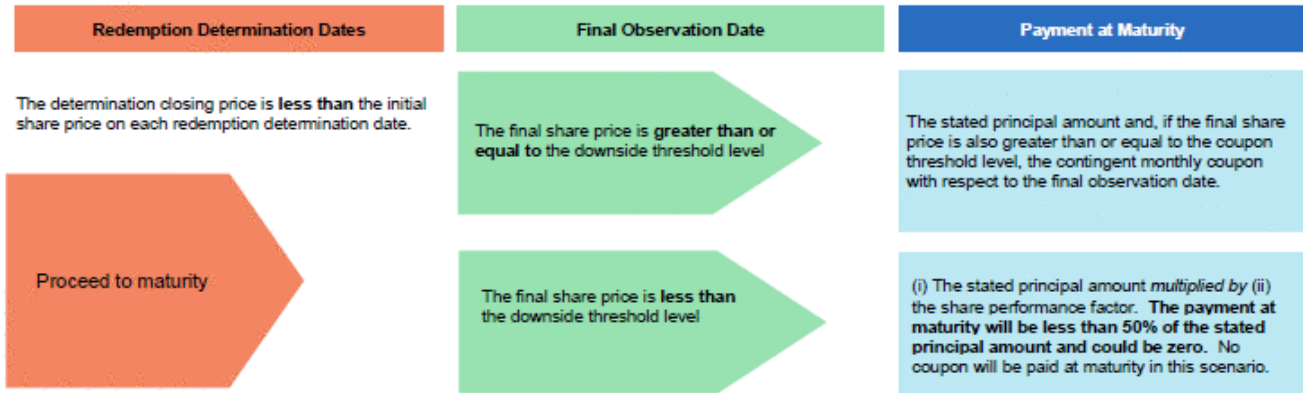 Redemption Determination Dates
Final Observation Date
Payment at Maturity
The determination closing price is less than the initial
share price on each redemption determination date.
Proceed to maturity
The final share price is greater than or
equal to the downside threshold level
The final share price is less than
the downside threshold level
The stated principal amount and, if the final share
price is also greater than or equal to the coupon
threshold level, the contingent monthly coupon
with respect to the final observation date.
(i) The stated principal amount multiplied by (ii)
the share performance factor. The payment at
maturity will be less than 50% of the stated
principal amount and could be zero. No
coupon will be paid at maturity in this scenario.